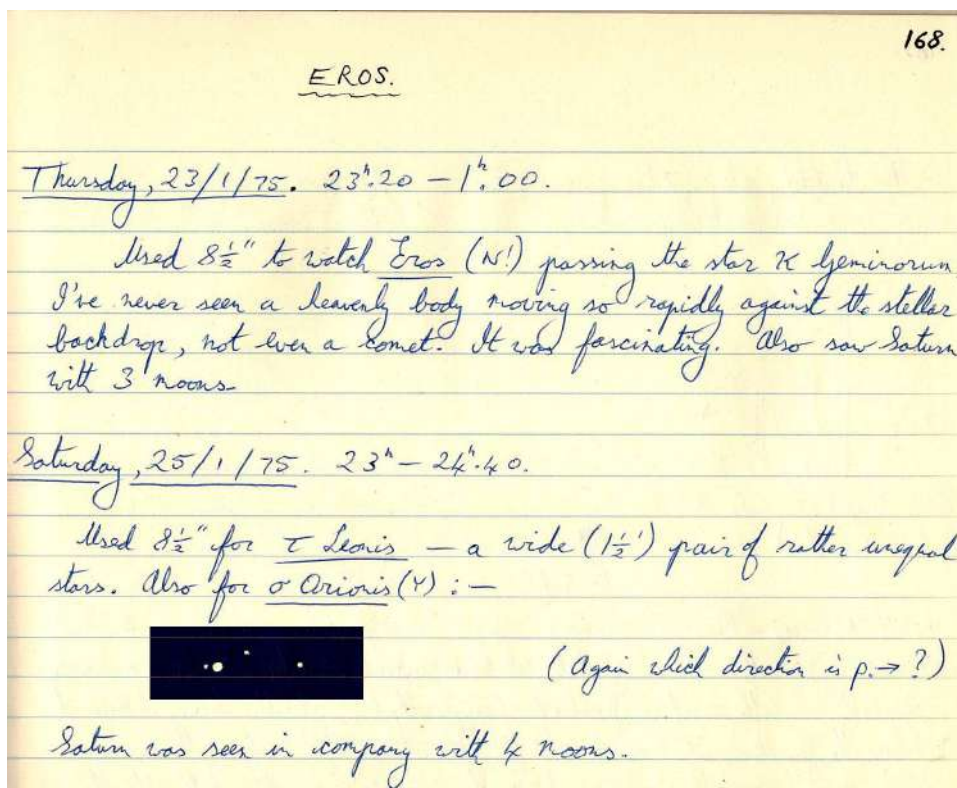 168.
EROS.
Thursday, 23/1/75. 23ʰ.20 — 1ʰ.00.
Used 8½" to watch Eros (N!) passing the star κ Geminorum.
I've never seen a heavenly body moving so rapidly against the stellar
backdrop, not even a comet. It was fascinating. Also saw Saturn
with 3 moons.
Saturday, 25/1/75. 23ʰ — 24ʰ.40.
Used 8½" for τ Leonis — a wide (1½') pair of rather unequal
stars. Also for σ Orionis (Y) :—
(Again which direction is p. → ?)
Saturn was seen in company with 4 moons.